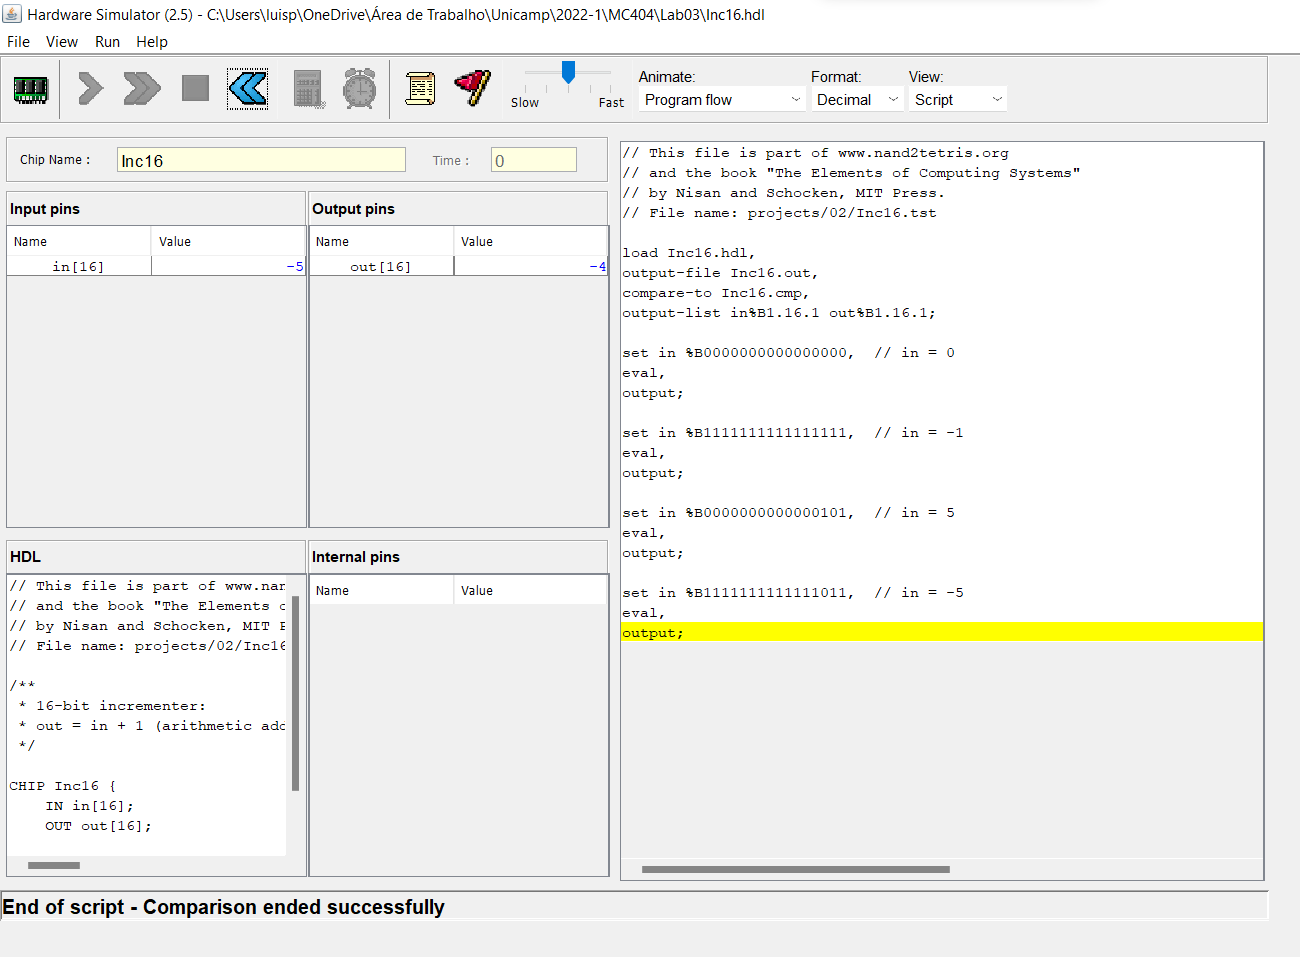 Hardware Simulator (2.5) - C:\Users\luisp\OneDrive\Área de Trabalho\Unicamp\2022-1\MC404\Lab03\Inc16.hdl
File View Run Help
Slow Fast
Animate: Format: View:
Program flow Decimal Script
Chip Name : Inc16 Time : 0
Input pins
Name Value
in[16] -5
Output pins
Name Value
out[16] -4
HDL
// This file is part of www.nan
// and the book "The Elements o
// by Nisan and Schocken, MIT P
// File name: projects/02/Inc16
/**
* 16-bit incrementer:
* out = in + 1 (arithmetic add
*/
CHIP Inc16 {
IN in[16];
OUT out[16];
Internal pins
Name Value
// This file is part of www.nand2tetris.org
// and the book "The Elements of Computing Systems"
// by Nisan and Schocken, MIT Press.
// File name: projects/02/Inc16.tst
load Inc16.hdl,
output-file Inc16.out,
compare-to Inc16.cmp,
output-list in%B1.16.1 out%B1.16.1;
set in %B0000000000000000, // in = 0
eval,
output;
set in %B1111111111111111, // in = -1
eval,
output;
set in %B0000000000000101, // in = 5
eval,
output;
set in %B1111111111111011, // in = -5
eval,
output;
End of script - Comparison ended successfully